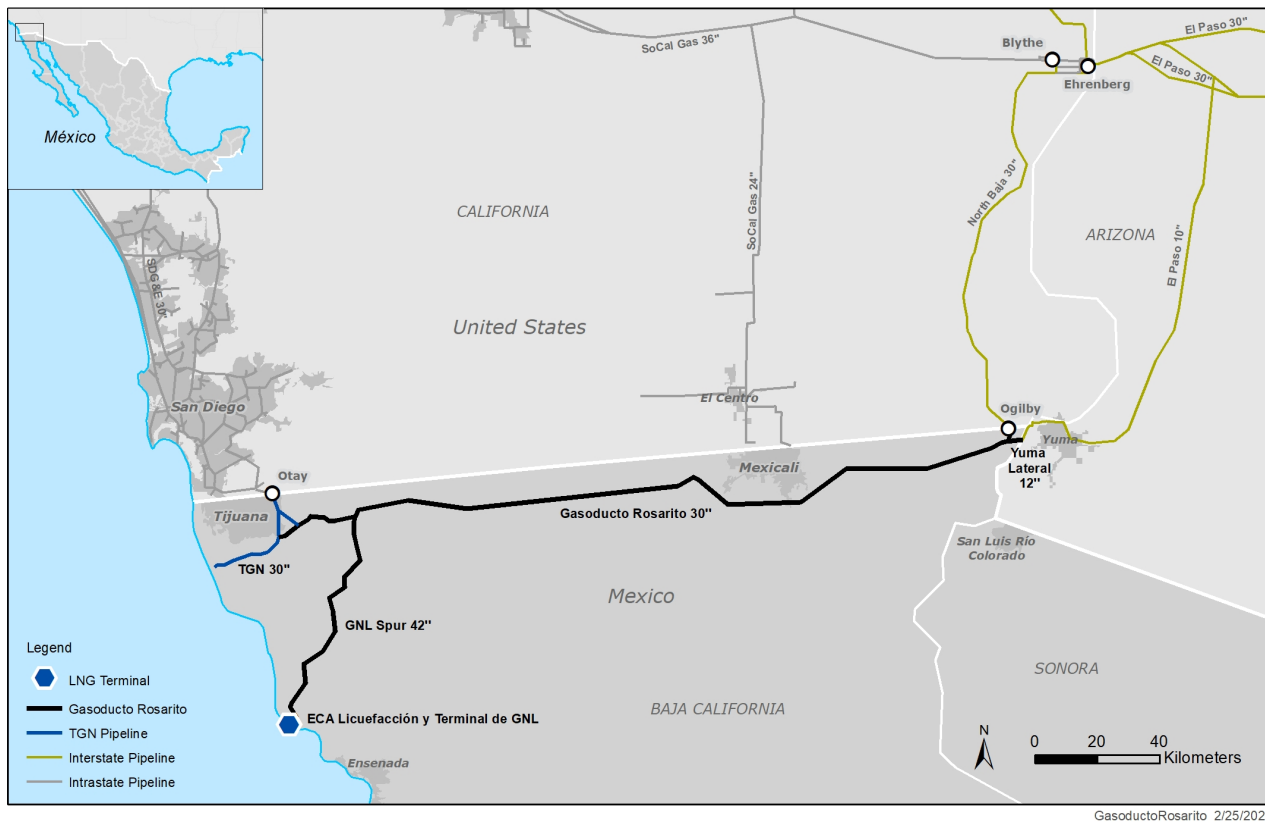 México
SoCal Gas 36"
El Paso 30"
Blythe
Ehrenberg
El Paso 30"
CALIFORNIA
SoCal Gas 24"
North Baja 30"
ARIZONA
El Paso 10"
SDG&E 30"
United States
San Diego
El Centro
Ogilby
Yuma
Yuma
Lateral
12"
Otay
Mexicali
Tijuana
Gasoducto Rosarito 30"
San Luis Río
Colorado
TGN 30"
Mexico
GNL Spur 42"
SONORA
BAJA CALIFORNIA
ECA Licuefacción y Terminal de GNL
Ensenada
Legend
LNG Terminal
Gasoducto Rosarito
TGN Pipeline
Interstate Pipeline
Intrastate Pipeline
N
0 20 40
Kilometers
GasoductoRosarito 2/25/202